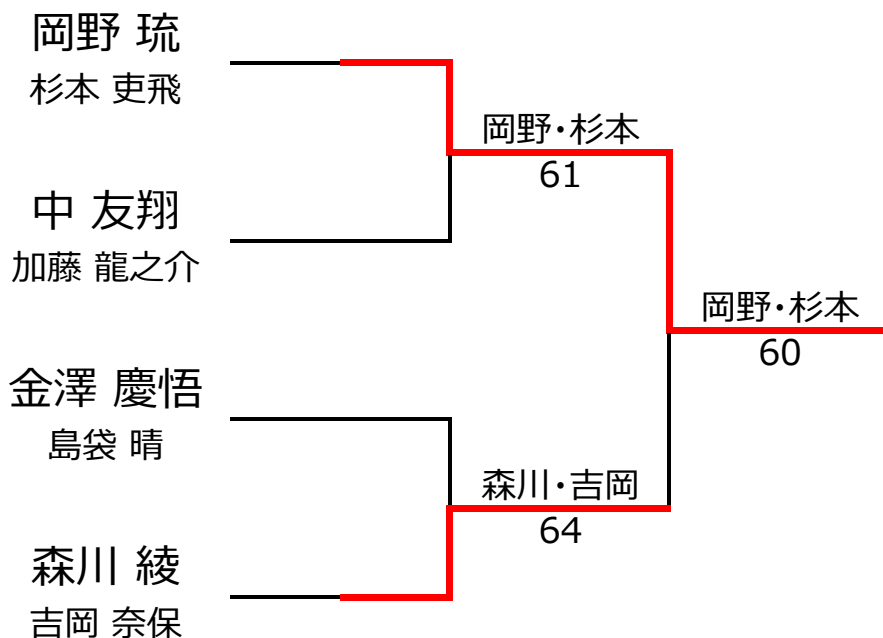 岡野 琉
杉本 吏飛
岡野・杉本
61
中 友翔
加藤 龍之介
岡野・杉本
60
金澤 慶悟
島袋 晴
森川・吉岡
64
森川 綾
吉岡 奈保